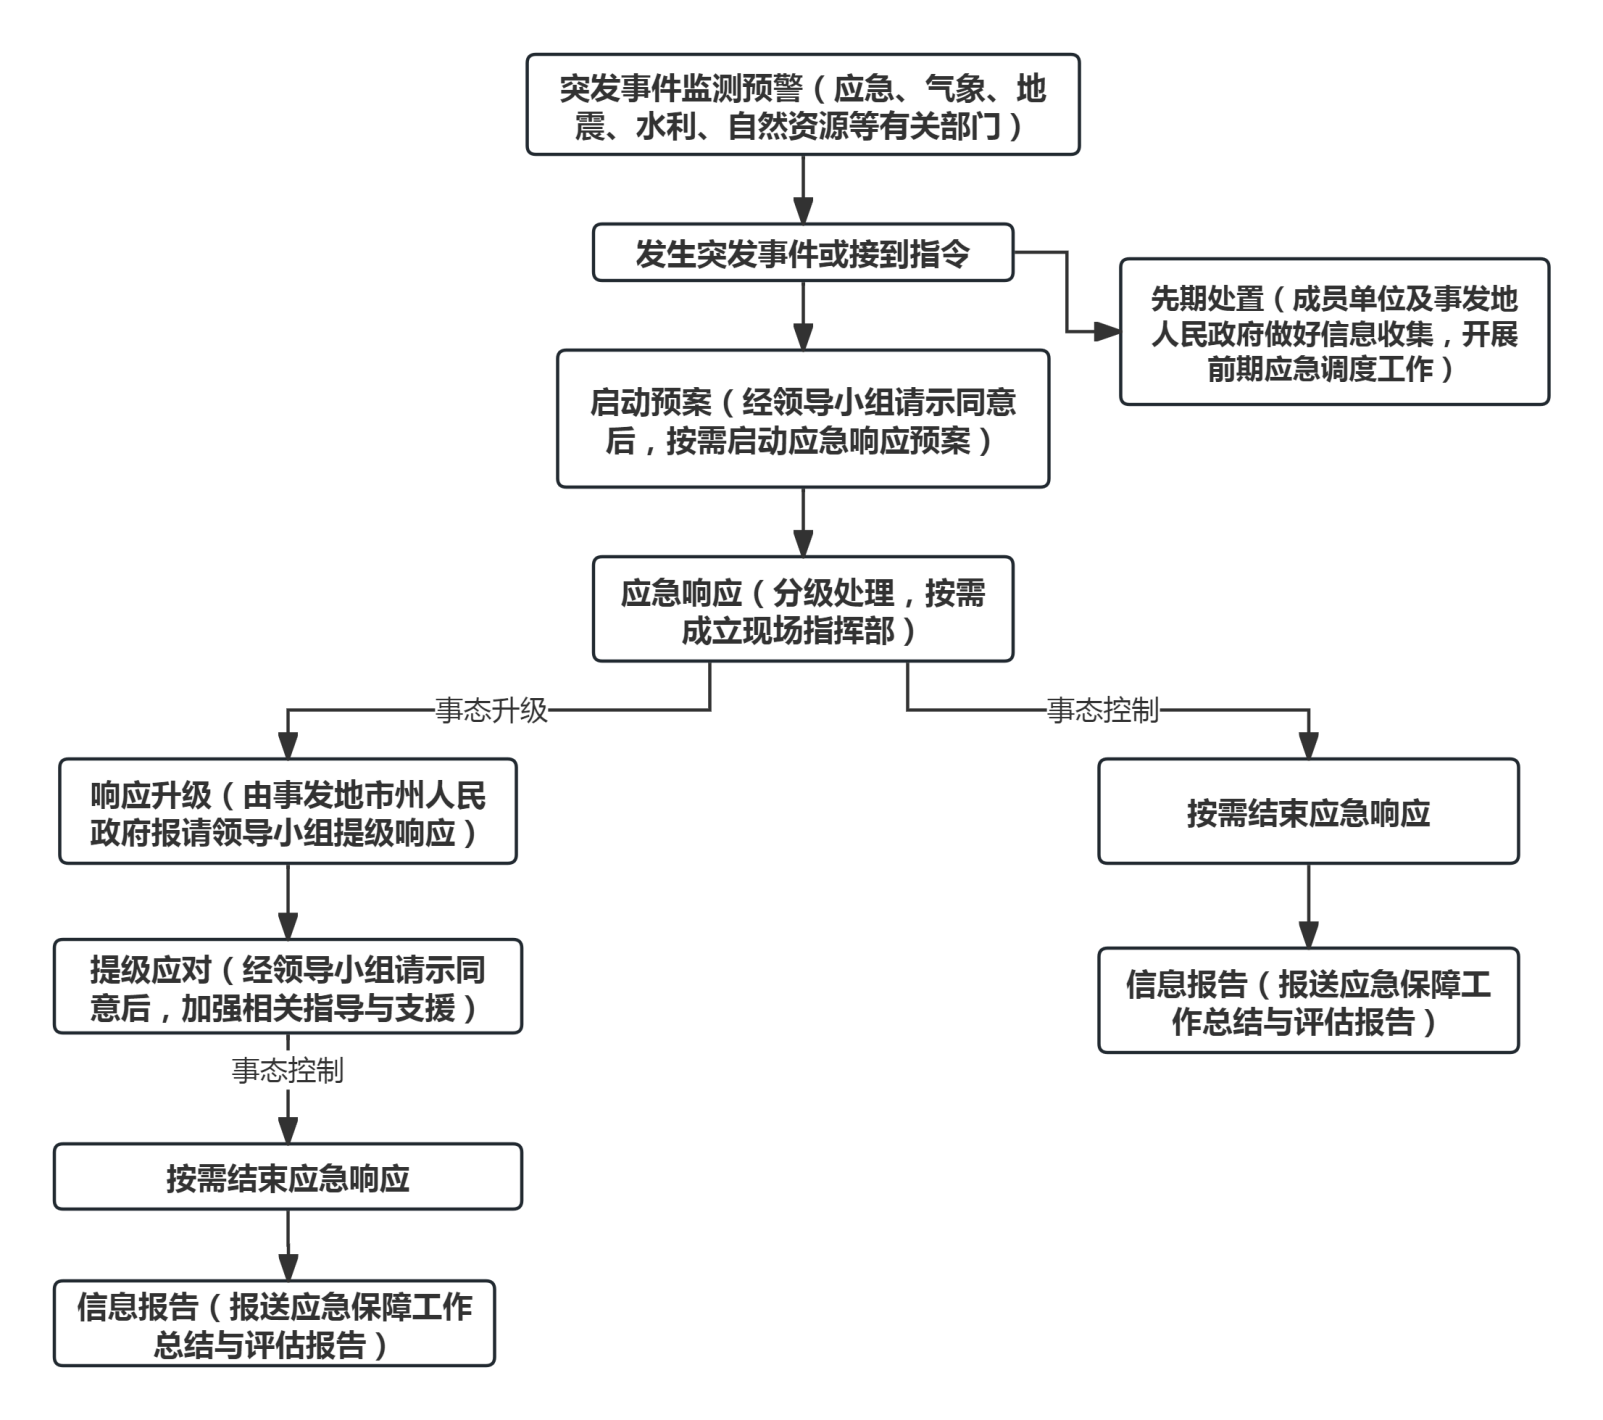 突发事件监测预警（应急、气象、地
震、水利、自然资源等有关部门）
发生突发事件或接到指令
先期处置（成员单位及事发地
人民政府做好信息收集，开展
前期应急调度工作）
启动预案（经领导小组请示同意
后，按需启动应急响应预案）
应急响应（分级处理，按需
成立现场指挥部）
事态升级
事态控制
响应升级（由事发地市州人民
政府报请领导小组提级响应）
按需结束应急响应
提级应对（经领导小组请示同
意后，加强相关指导与支援）
信息报告（报送应急保障工
作总结与评估报告）
事态控制
按需结束应急响应
信息报告（报送应急保障工作
总结与评估报告）